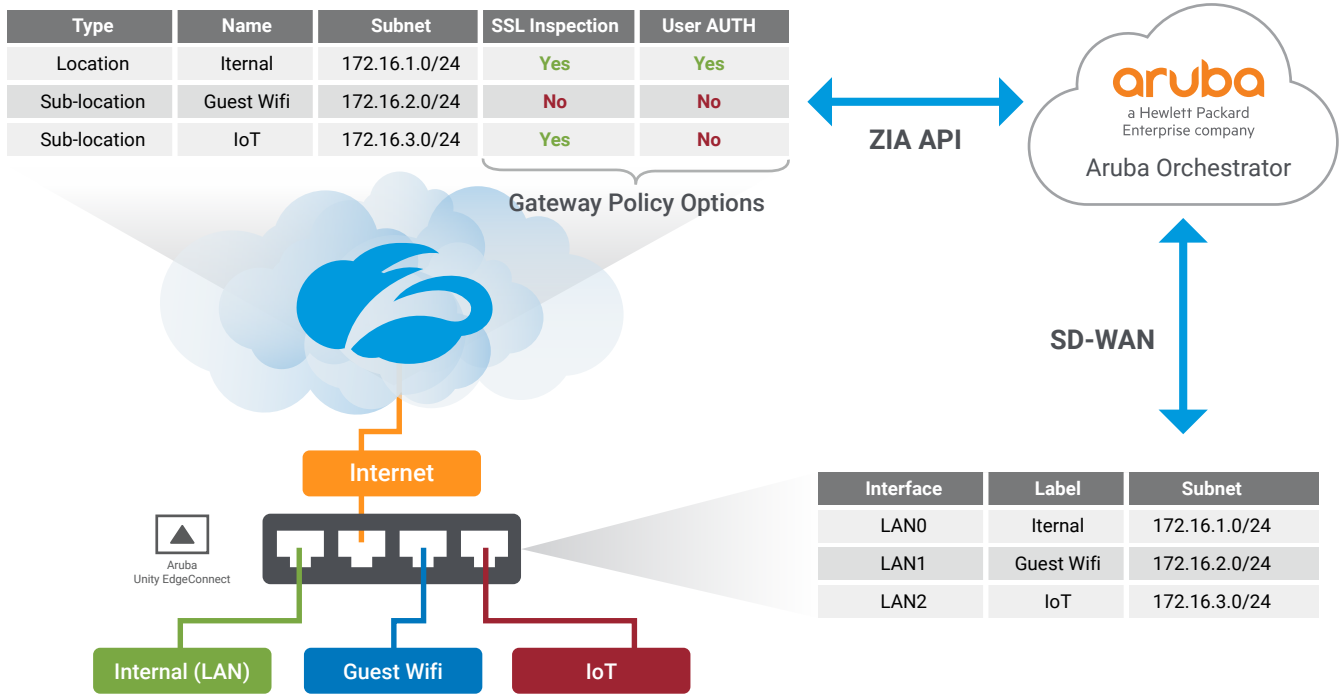 Type Name Subnet SSL Inspection User AUTH
Location Iternal 172.16.1.0/24 Yes Yes
Sub-location Guest Wifi 172.16.2.0/24 No No
Sub-location IoT 172.16.3.0/24 Yes No
Gateway Policy Options
ZIA API
aruba
a Hewlett Packard
Enterprise company
Aruba Orchestrator
SD-WAN
Internet
Aruba
Unity EdgeConnect
Interface Label Subnet
LAN0 Iternal 172.16.1.0/24
LAN1 Guest Wifi 172.16.2.0/24
LAN2 IoT 172.16.3.0/24
Internal (LAN)
Guest Wifi
IoT